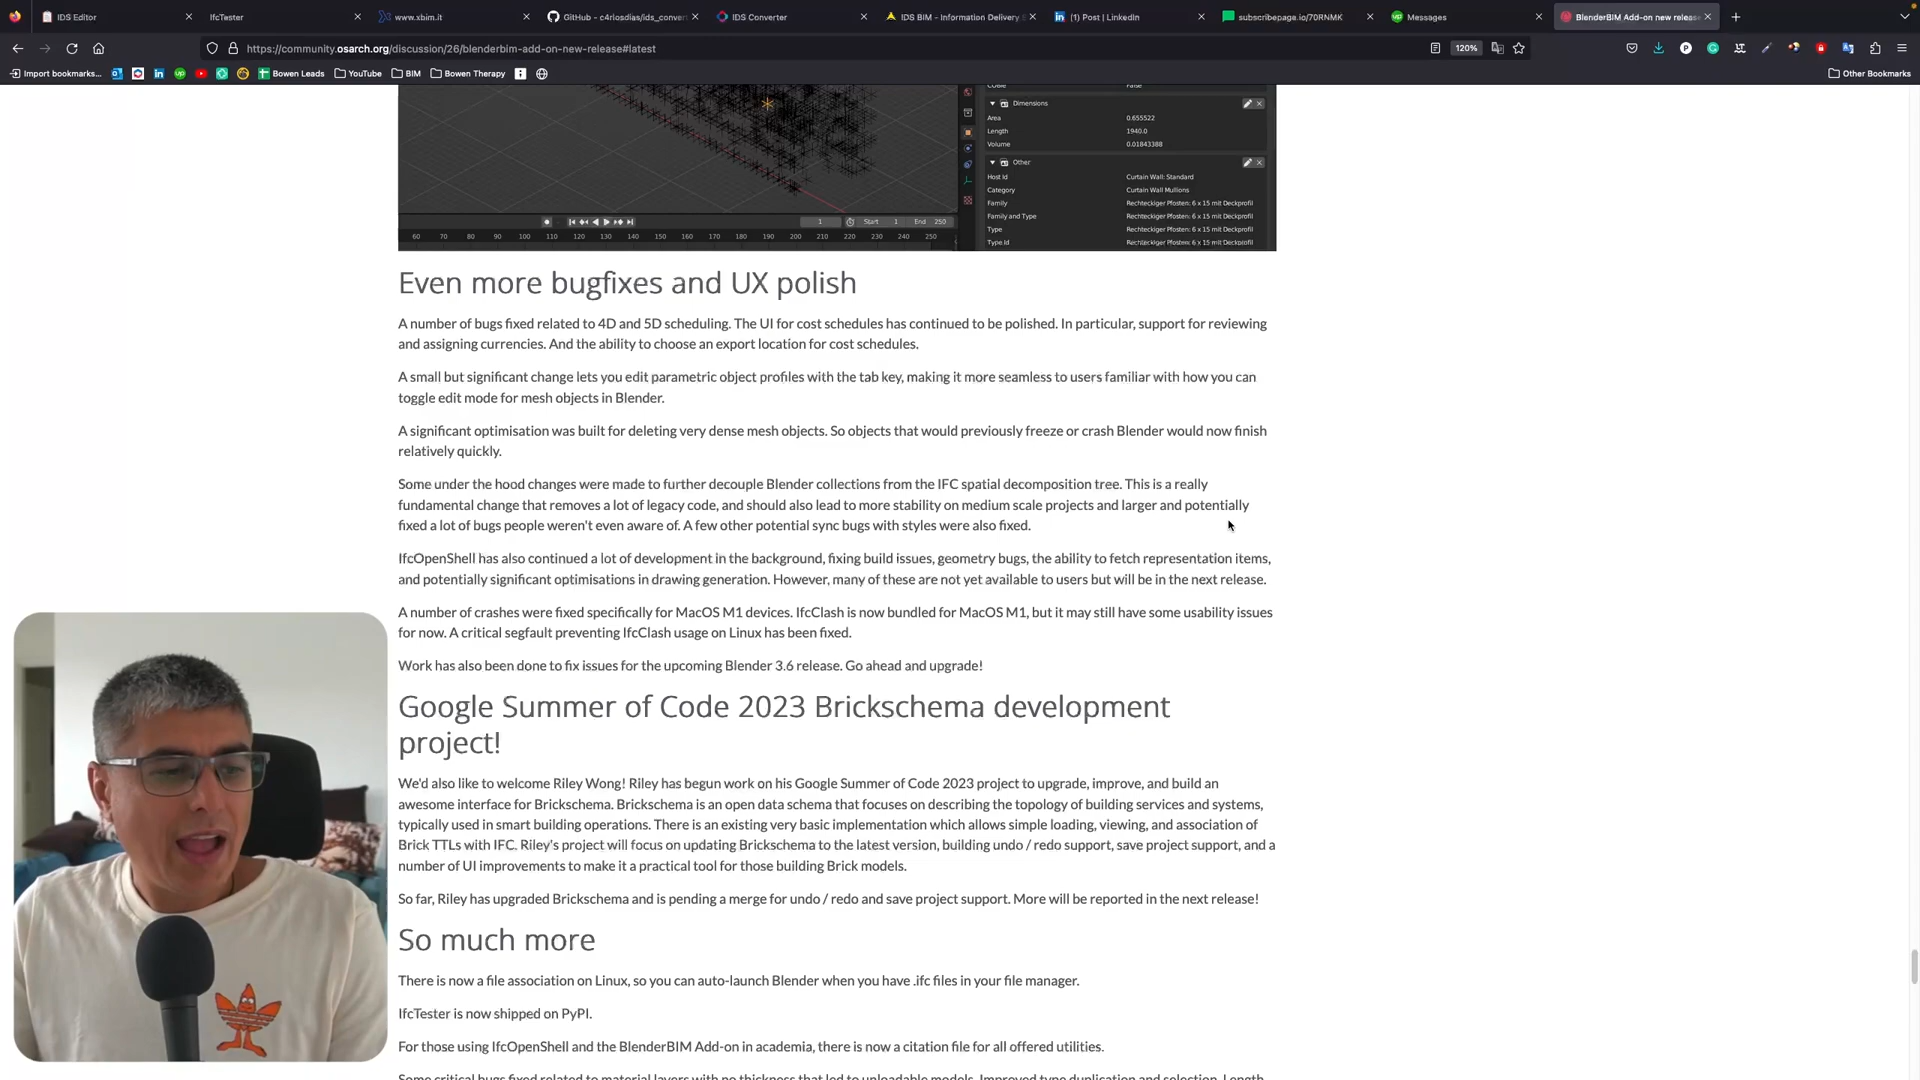 IDS Editor
IfcTester
www.xbim.it
GitHub - c4rlosdias/ids_conver
IDS Converter
IDS BIM - Information Delivery
(1) Post | LinkedIn
subscribepage.io/70RNMK
Messages
BlenderBIM Add-on new releas
https://community.osarch.org/discussion/26/blenderbim-add-on-new-release#latest
120%
Import bookmarks...
Bowen Leads
YouTube
BIM
Bowen Therapy
Other Bookmarks
False
Dimensions
Area 0.655522
Length 1940.0
Volume 0.01843388
Other
Host Id Curtain Wall: Standard
Category Curtain Wall Mullions
Family Rechteckiger Pfosten: 6 x 15 mit Deckprofil
Family and Type Rechteckiger Pfosten: 6 x 15 mit Deckprofil
Type Rechteckiger Pfosten: 6 x 15 mit Deckprofil
Type Id Rechteckiger Pfosten: 6 x 15 mit Deckprofil
1 Start 1 End 250
60 70 80 90 100 110 120 130 140 150 160 170 180 190 200 210 220 230 240 250
Even more bugfixes and UX polish
A number of bugs fixed related to 4D and 5D scheduling. The UI for cost schedules has continued to be polished. In particular, support for reviewing
and assigning currencies. And the ability to choose an export location for cost schedules.
A small but significant change lets you edit parametric object profiles with the tab key, making it more seamless to users familiar with how you can
toggle edit mode for mesh objects in Blender.
A significant optimisation was built for deleting very dense mesh objects. So objects that would previously freeze or crash Blender would now finish
relatively quickly.
Some under the hood changes were made to further decouple Blender collections from the IFC spatial decomposition tree. This is a really
fundamental change that removes a lot of legacy code, and should also lead to more stability on medium scale projects and larger and potentially
fixed a lot of bugs people weren't even aware of. A few other potential sync bugs with styles were also fixed.
IfcOpenShell has also continued a lot of development in the background, fixing build issues, geometry bugs, the ability to fetch representation items,
and potentially significant optimisations in drawing generation. However, many of these are not yet available to users but will be in the next release.
A number of crashes were fixed specifically for MacOS M1 devices. IfcClash is now bundled for MacOS M1, but it may still have some usability issues
for now. A critical segfault preventing IfcClash usage on Linux has been fixed.
Work has also been done to fix issues for the upcoming Blender 3.6 release. Go ahead and upgrade!
Google Summer of Code 2023 Brickschema development
project!
We'd also like to welcome Riley Wong! Riley has begun work on his Google Summer of Code 2023 project to upgrade, improve, and build an
awesome interface for Brickschema. Brickschema is an open data schema that focuses on describing the topology of building services and systems,
typically used in smart building operations. There is an existing very basic implementation which allows simple loading, viewing, and association of
Brick TTLs with IFC. Riley's project will focus on updating Brickschema to the latest version, building undo / redo support, save project support, and a
number of UI improvements to make it a practical tool for those building Brick models.
So far, Riley has upgraded Brickschema and is pending a merge for undo / redo and save project support. More will be reported in the next release!
So much more
There is now a file association on Linux, so you can auto-launch Blender when you have .ifc files in your file manager.
IfcTester is now shipped on PyPI.
For those using IfcOpenShell and the BlenderBIM Add-on in academia, there is now a citation file for all offered utilities.
Some critical bugs fixed related to material layers with no thickness that led to unloadable models. Improved type duplication and selection. Length